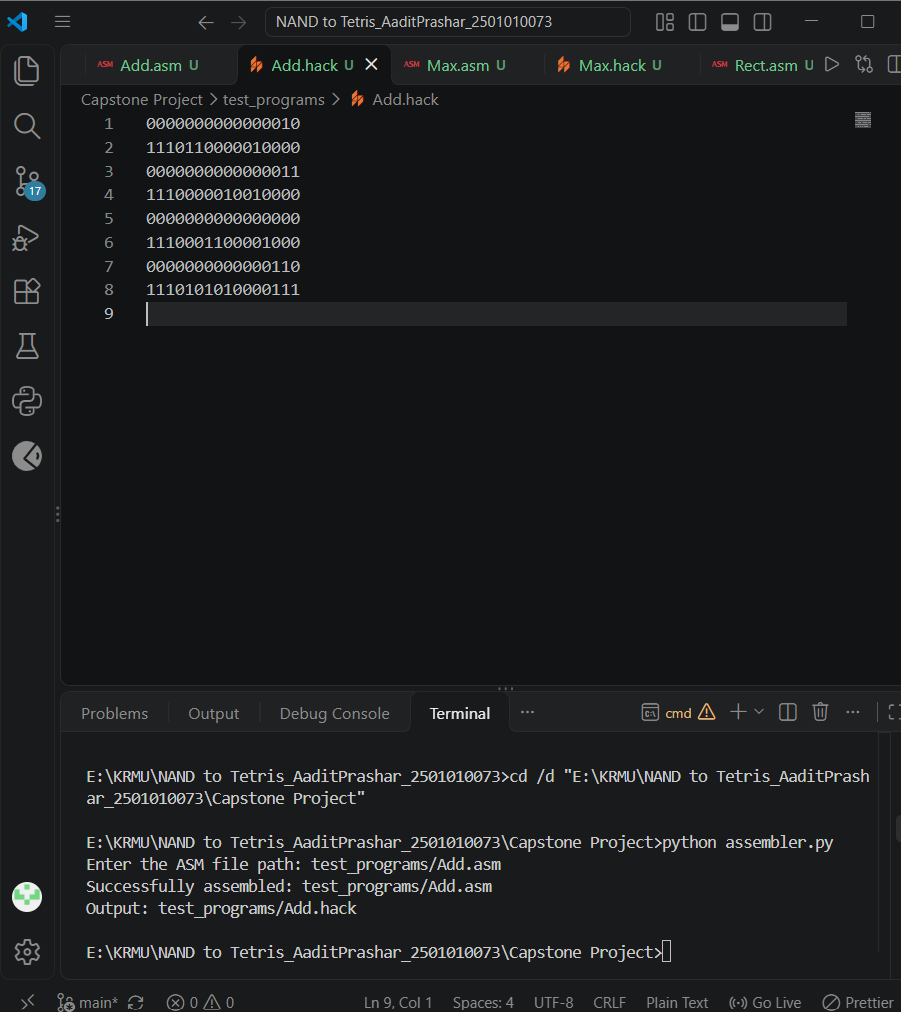 NAND to Tetris_AaditPrashar_2501010073
ASM Add.asm U
Add.hack U
ASM Max.asm U
Max.hack U
ASM Rect.asm U
Capstone Project > test_programs > Add.hack
1 0000000000000010
2 1110110000010000
3 0000000000000011
4 1110000010010000
5 0000000000000000
6 1110001100001000
7 0000000000000110
8 1110101010000111
9
17
Problems Output Debug Console Terminal ··· cmd
E:\KRMU\NAND to Tetris_AaditPrashar_2501010073>cd /d "E:\KRMU\NAND to Tetris_AaditPrash
ar_2501010073\Capstone Project"
E:\KRMU\NAND to Tetris_AaditPrashar_2501010073\Capstone Project>python assembler.py
Enter the ASM file path: test_programs/Add.asm
Successfully assembled: test_programs/Add.asm
Output: test_programs/Add.hack
E:\KRMU\NAND to Tetris_AaditPrashar_2501010073\Capstone Project>
main* 0 0 Ln 9, Col 1 Spaces: 4 UTF-8 CRLF Plain Text Go Live Prettier